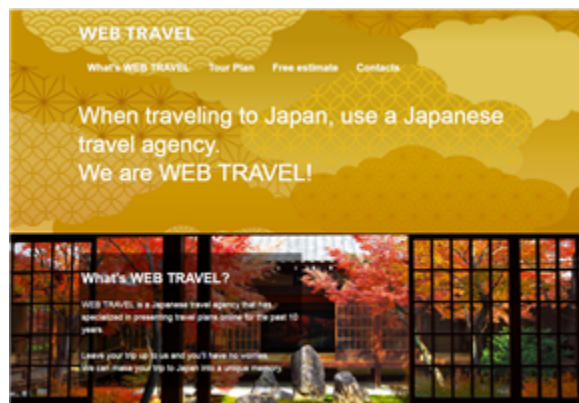 WEB TRAVEL
What's WEB TRAVEL Tour Plan Free estimate Contacts
When traveling to Japan, use a Japanese
travel agency.
We are WEB TRAVEL!
What's WEB TRAVEL?
WEB TRAVEL is a Japanese travel agency that has
specialized in presenting travel plans online for the past 10
years.
Leave your trip up to us and you'll have no worries.
We can make your trip to Japan into a unique memory.